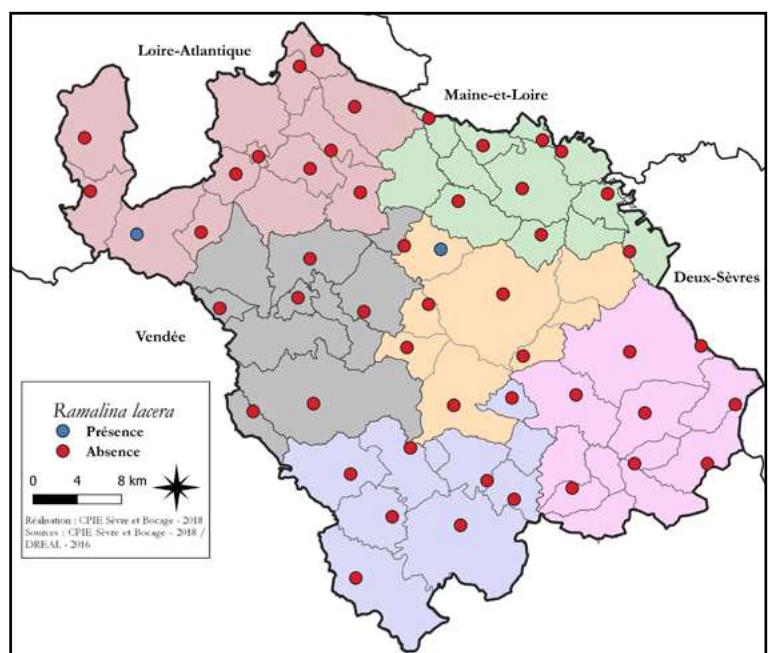 Loire-Atlantique
Maine-et-Loire
Deux-Sèvres
Vendée
Ramalina lacera
Présence
Absence
0 4 8 km
Réalisation : CPIE Sèvre et Bocage - 2018
Sources : CPIE Sèvre et Bocage - 2018 /
DREAL - 2016